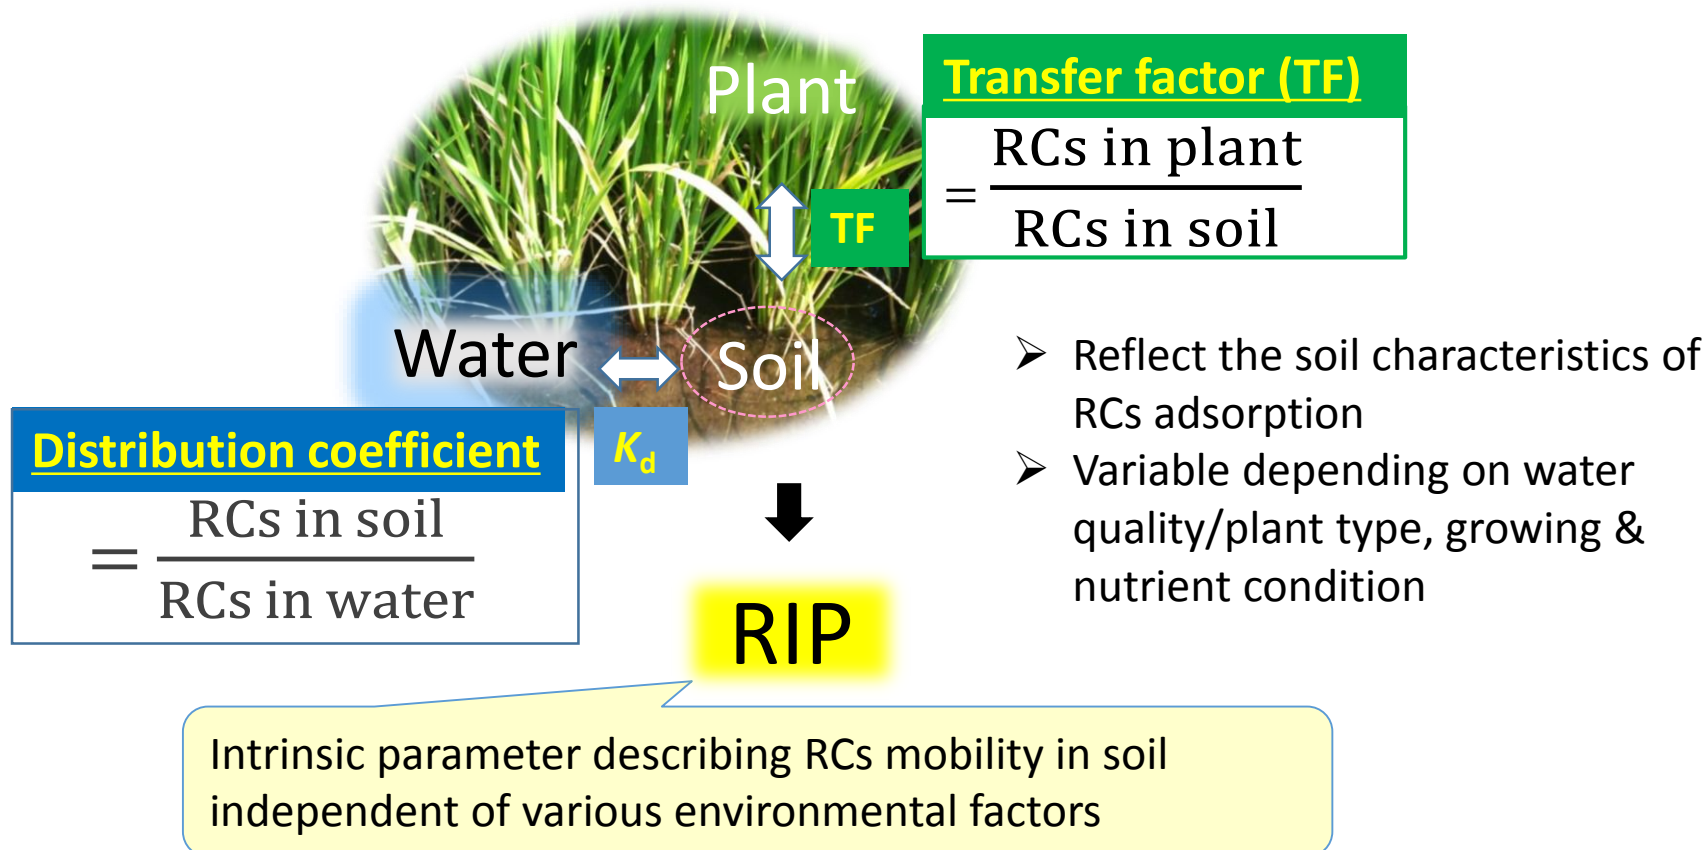 Plant
Transfer factor (TF)
= RCs in plant
RCs in soil
TF
Water
Soil
Kd
Distribution coefficient
= RCs in soil
RCs in water
➢ Reflect the soil characteristics of
RCs adsorption
➢ Variable depending on water
quality/plant type, growing &
nutrient condition
RIP
Intrinsic parameter describing RCs mobility in soil
independent of various environmental factors